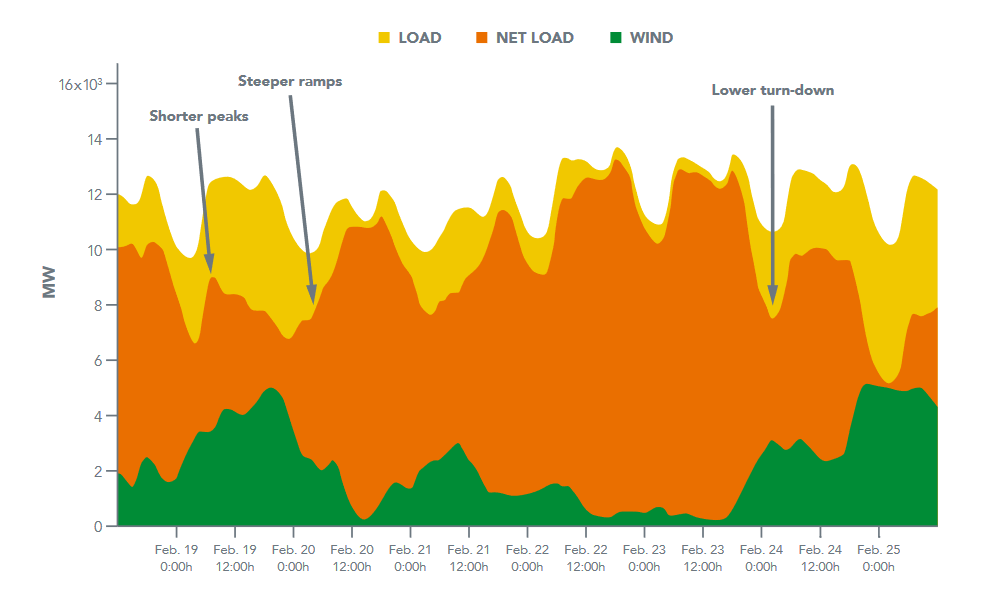 LOAD NET LOAD WIND
Steeper ramps
Lower turn-down
Shorter peaks
MW
16x10³
14
12
10
8
6
4
2
0
Feb. 19 Feb. 19 Feb. 20 Feb. 20 Feb. 21 Feb. 21 Feb. 22 Feb. 22 Feb. 23 Feb. 23 Feb. 24 Feb. 24 Feb. 25
0:00h 12:00h 0:00h 12:00h 0:00h 12:00h 0:00h 12:00h 0:00h 12:00h 0:00h 12:00h 0:00h